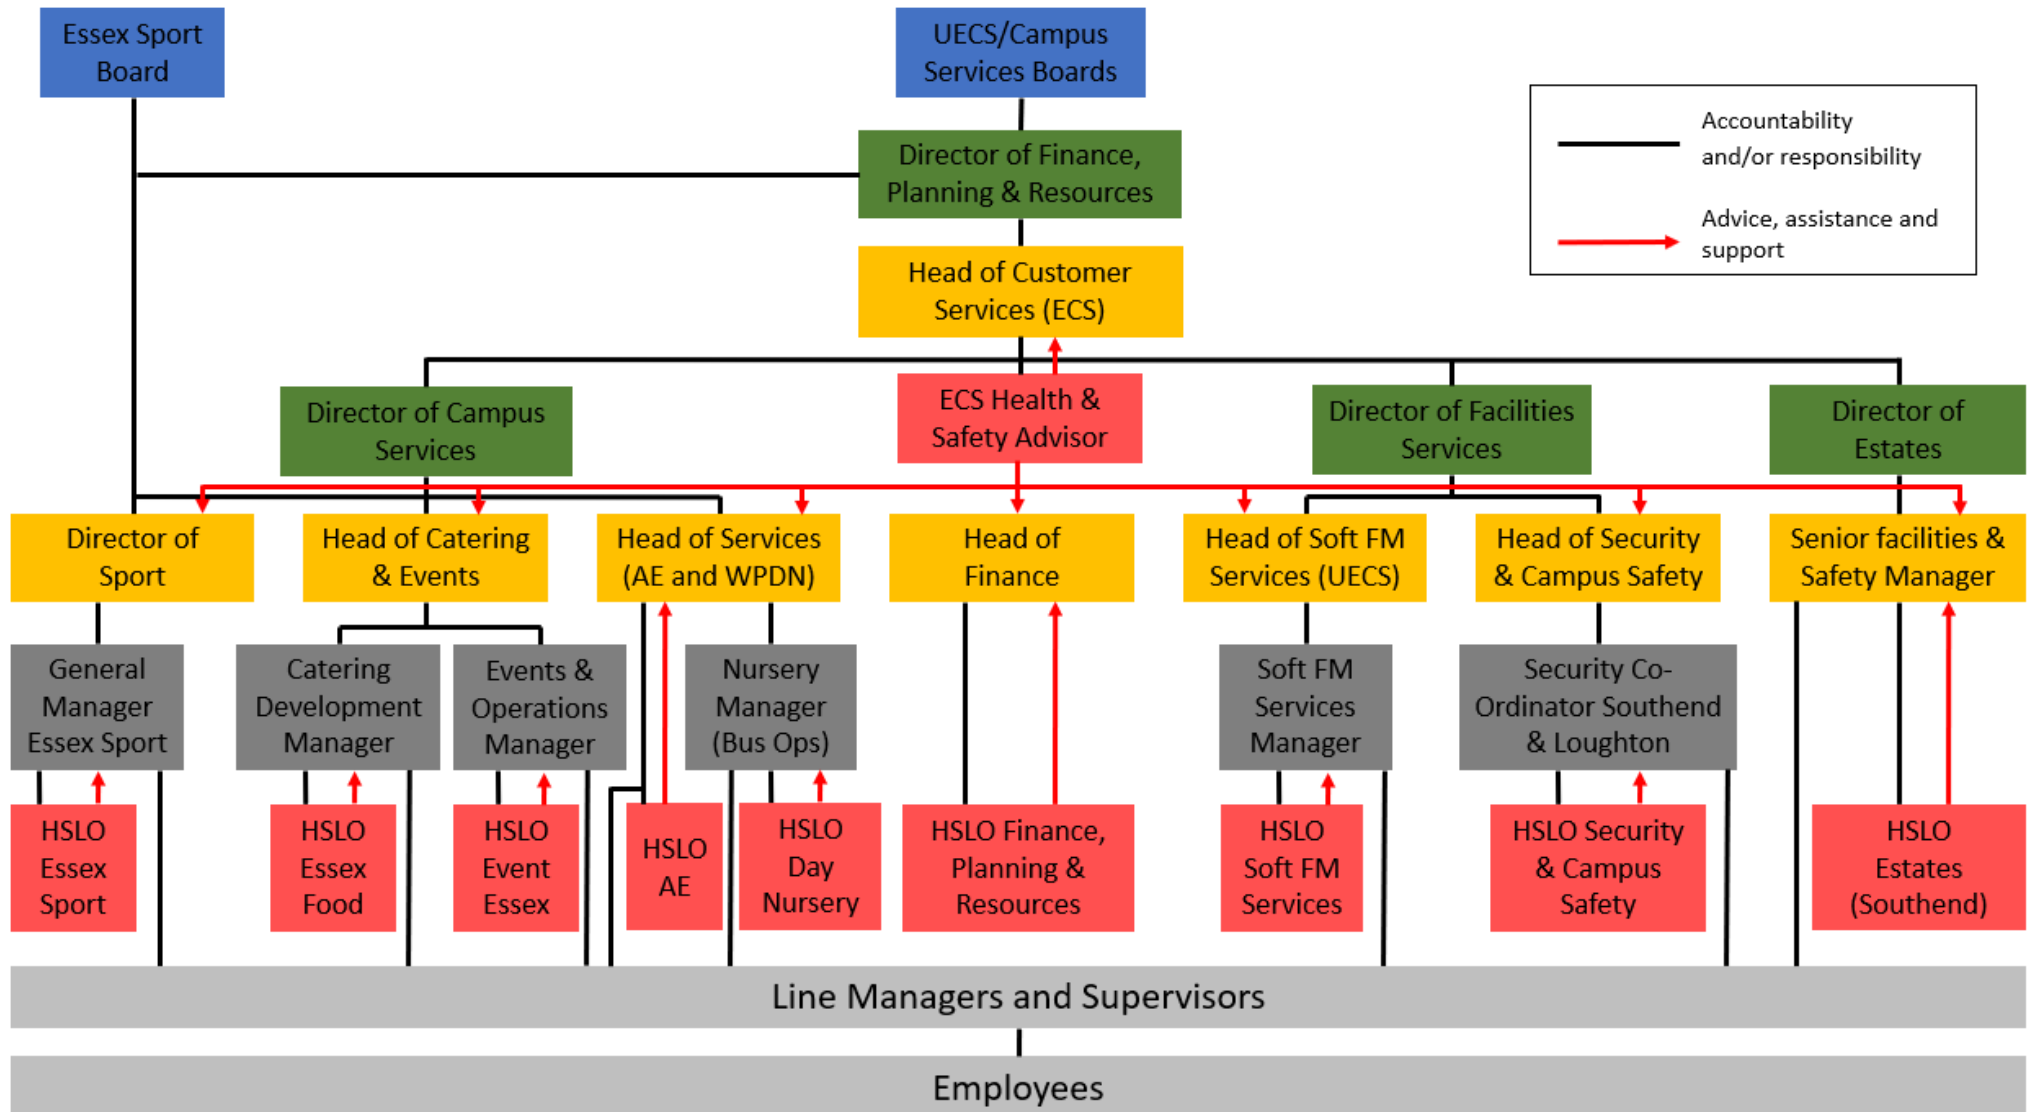 Essex Sport
Board
UECS/Campus
Services Boards
Accountability
and/or responsibility
Advice, assistance and
support
Director of Finance,
Planning & Resources
Head of Customer
Services (ECS)
Director of Campus
Services
ECS Health &
Safety Advisor
Director of Facilities
Services
Director of
Estates
Director of
Sport
Head of Catering
& Events
Head of Services
(AE and WPDN)
Head of
Finance
Head of Soft FM
Services (UECS)
Head of Security
& Campus Safety
Senior facilities &
Safety Manager
General
Manager
Essex Sport
Catering
Development
Manager
Events &
Operations
Manager
Nursery
Manager
(Bus Ops)
Soft FM
Services
Manager
Security Co-
Ordinator Southend
& Loughton
HSLO
Essex
Sport
HSLO
Essex
Food
HSLO
Event
Essex
HSLO
AE
HSLO
Day
Nursery
HSLO Finance,
Planning &
Resources
HSLO
Soft FM
Services
HSLO Security
& Campus
Safety
HSLO
Estates
(Southend)
Line Managers and Supervisors
Employees